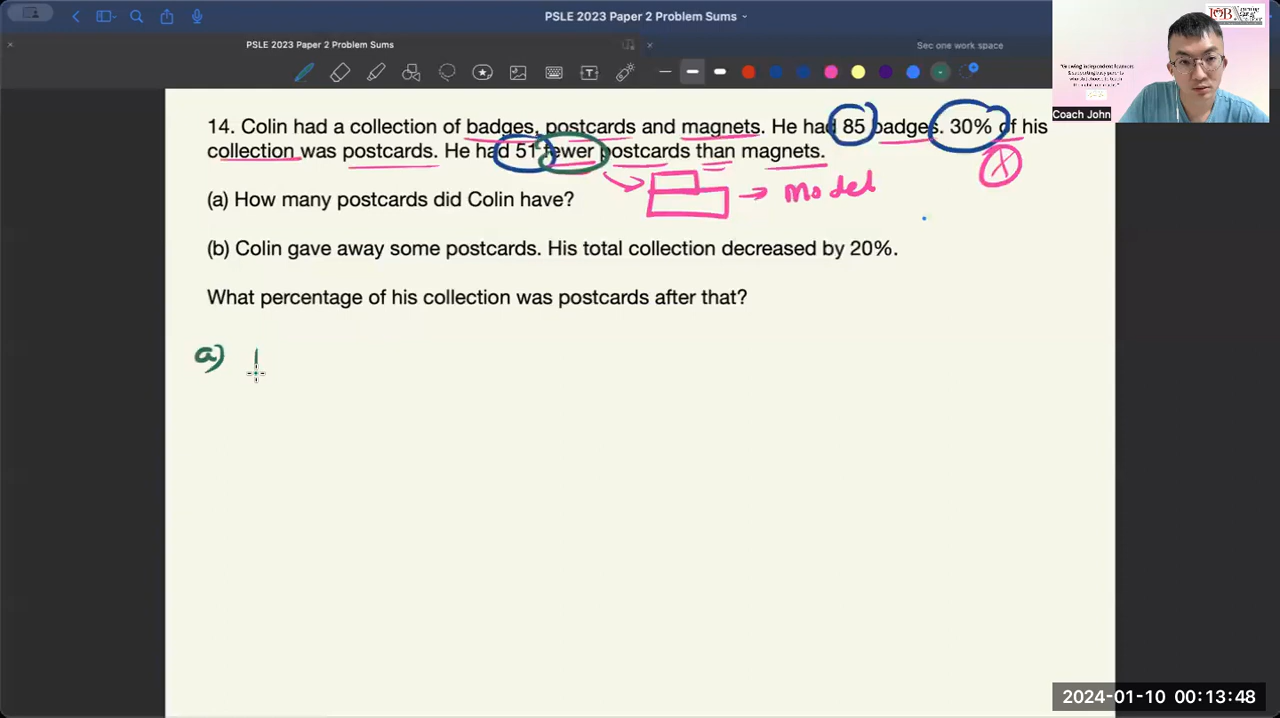 PSLE 2023 Paper 2 Problem Sums
PSLE 2023 Paper 2 Problem Sums
Sec one work space
14. Colin had a collection of badges, postcards and magnets. He had 85 badges. 30% of his
collection was postcards. He had 51 fewer postcards than magnets.
X
Model
(a) How many postcards did Colin have?
(b) Colin gave away some postcards. His total collection decreased by 20%.
What percentage of his collection was postcards after that?
a)
Coach John
2024-01-10 00:13:48